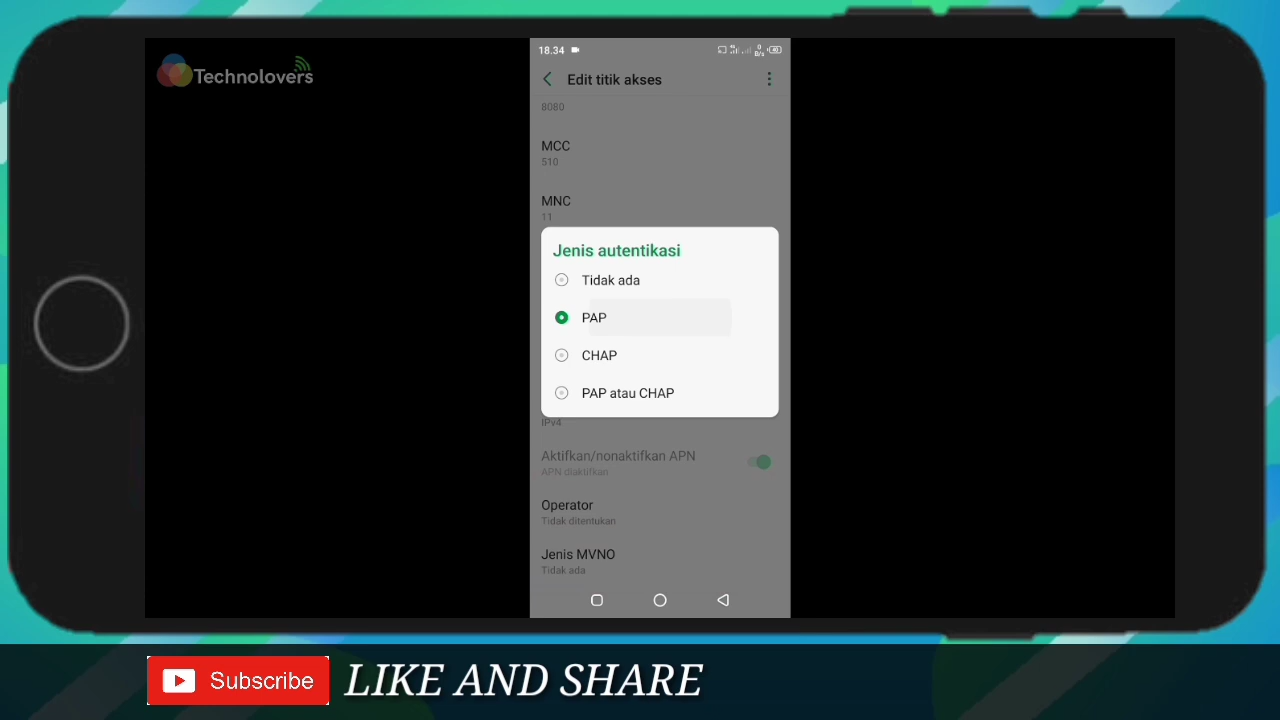 Technolovers
18.34
0
B/s
Edit titik akses
8080
MCC
510
MNC
11
Jenis autentikasi
Tidak ada
PAP
CHAP
PAP atau CHAP
IPv4
Aktifkan/nonaktifkan APN
APN diaktifkan
Operator
Tidak ditentukan
Jenis MVNO
Tidak ada
Subscribe
LIKE AND SHARE